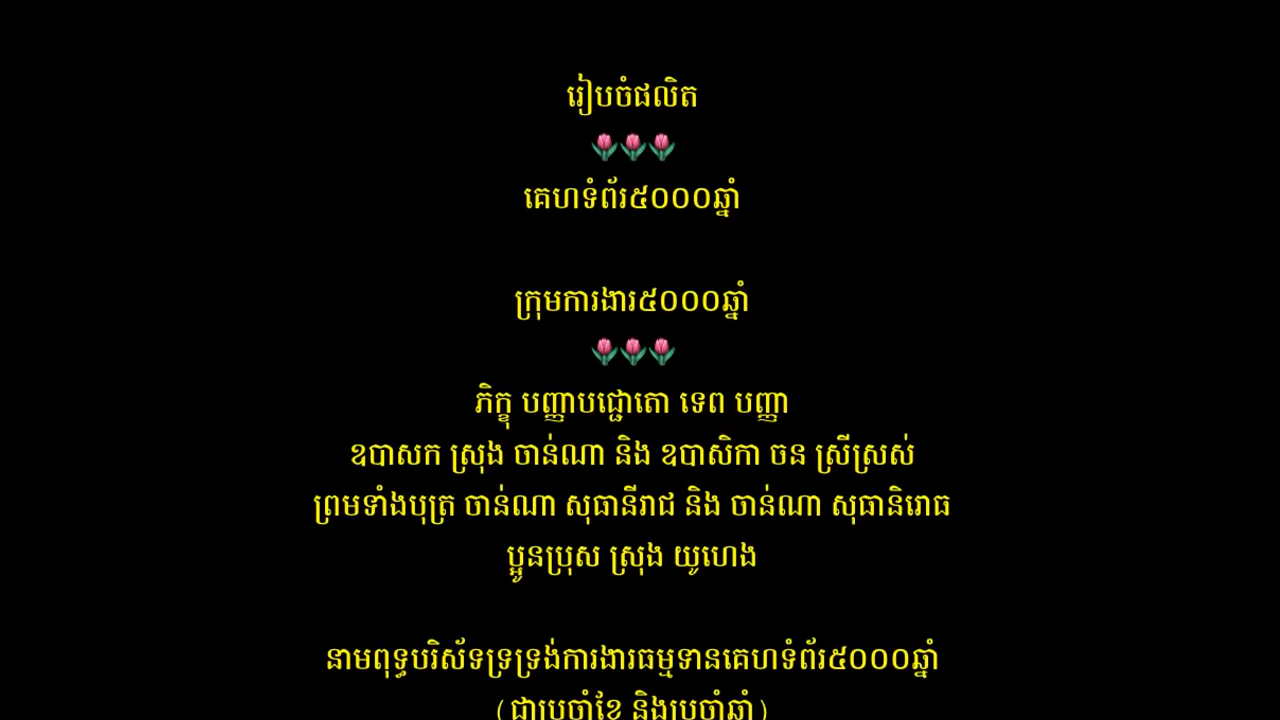 រៀបចំផលិត
🌷🌷🌷
គេហទំព័រ៥០០០ឆ្នាំ
ក្រុមការងារ៥០០០ឆ្នាំ
🌷🌷🌷
ភិក្ខុ បញ្ញាបជ្ជោតោ ទេព បញ្ញា
ឧបាសក ស្រុង ចាន់ណា និង ឧបាសិកា ចន ស្រីស្រស់
ព្រមទាំងបុត្រ ចាន់ណា សុធានីរាជ និង ចាន់ណា សុធានិរោធ
ប្អូនប្រុស ស្រុង យូហេង
នាមពុទ្ធបរិស័ទទ្រទ្រង់ការងារធម្មទានគេហទំព័រ៥០០០ឆ្នាំ
(ជាប្រចាំខែ និងប្រចាំឆ្នាំ)